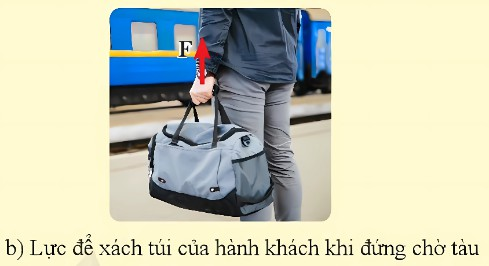 F
b) Lực để xách túi của hành khách khi đứng chờ tàu